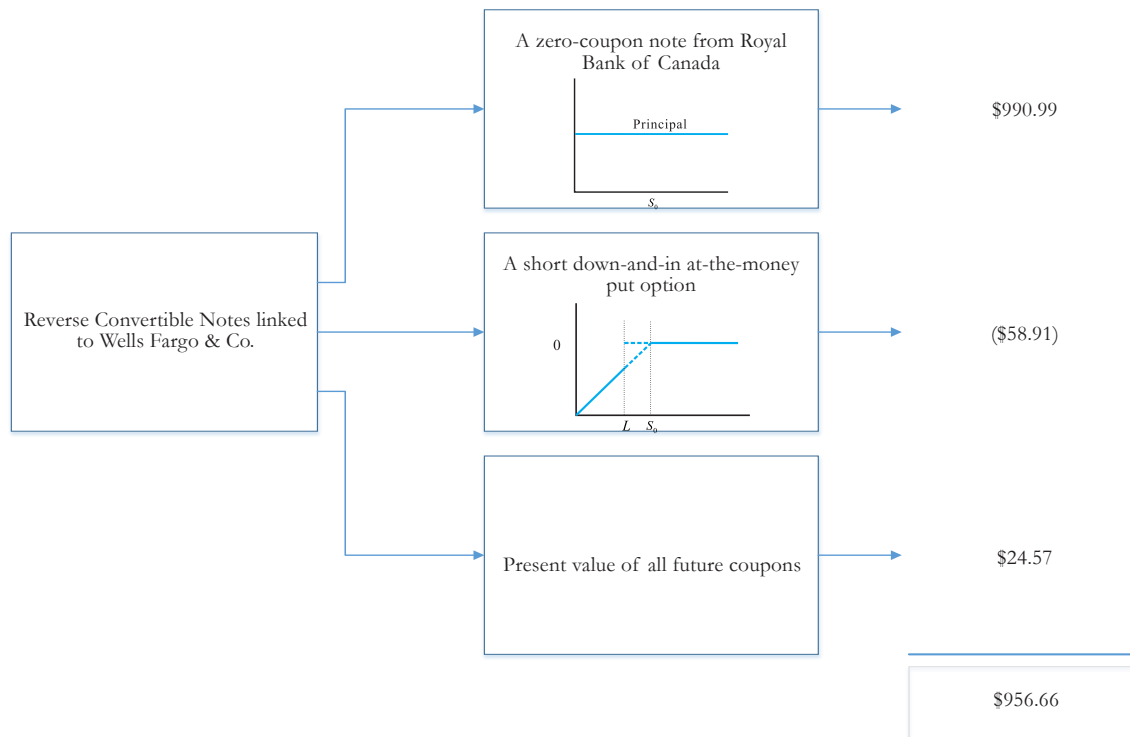 A zero-coupon note from Royal
Bank of Canada
Principal
S₀
$990.99
Reverse Convertible Notes linked
to Wells Fargo & Co.
A short down-and-in at-the-money
put option
0
L S₀
($58.91)
Present value of all future coupons
$24.57
$956.66